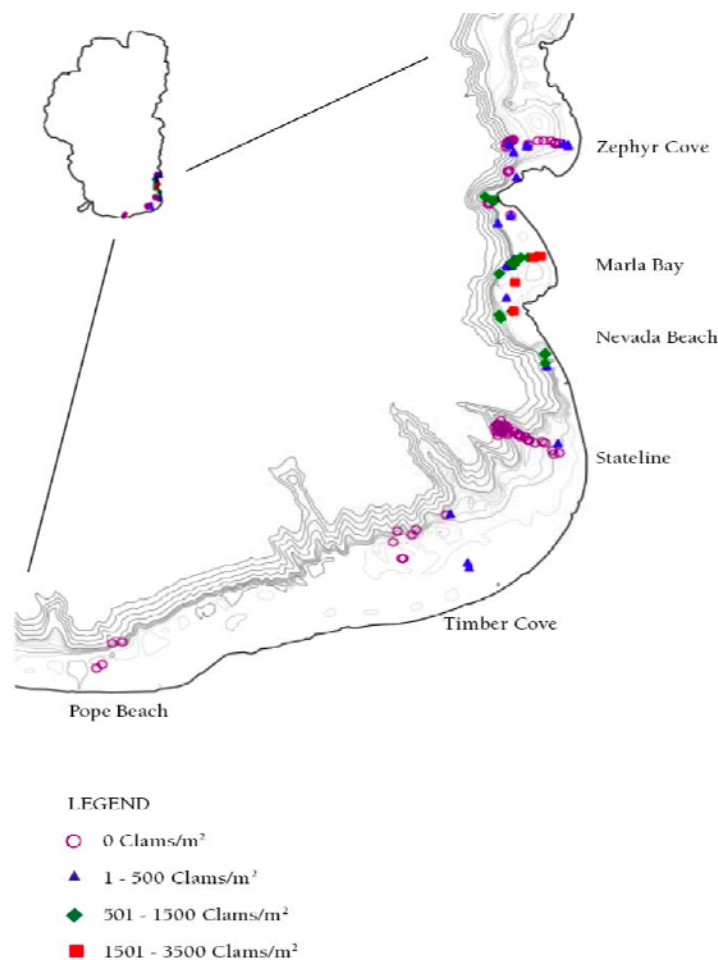 Zephyr Cove
Marla Bay
Nevada Beach
Stateline
Timber Cove
Pope Beach
LEGEND
0 Clams/m²
1 - 500 Clams/m²
501 - 1500 Clams/m²
1501 - 3500 Clams/m²